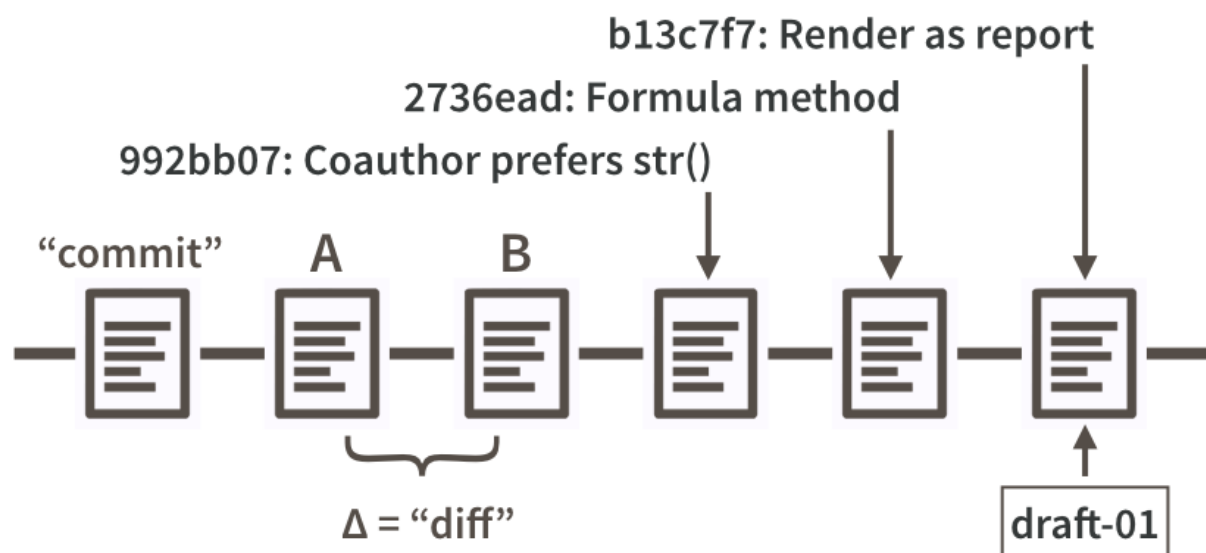 b13c7f7: Render as report
2736ead: Formula method
992bb07: Coauthor prefers str()
“commit”
A
B
Δ = “diff”
draft-01